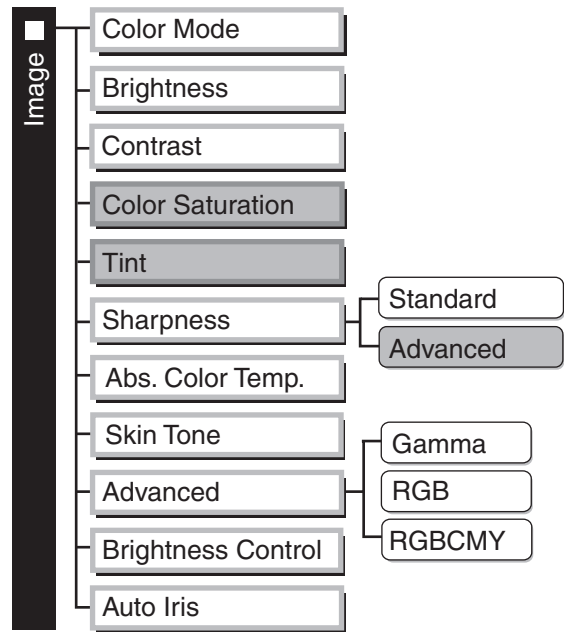 Image
Color Mode
Brightness
Contrast
Color Saturation
Tint
Sharpness
Standard
Advanced
Abs. Color Temp.
Skin Tone
Advanced
Gamma
RGB
RGBCMY
Brightness Control
Auto Iris